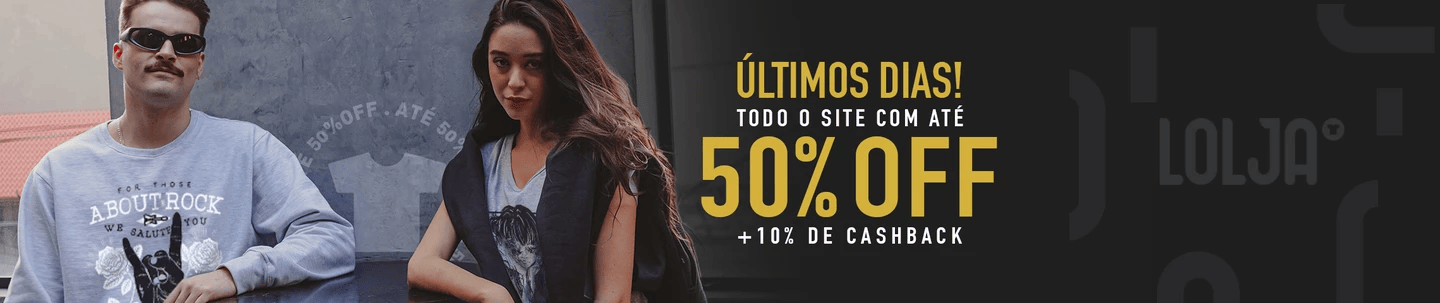 FOR THOSE
ABOUT ROCK
WE SALUTE YOU
50%OFF . ATÉ 50%
ÚLTIMOS DIAS!
TODO O SITE COM ATÉ
50% OFF
+10% DE CASHBACK
LOLJA